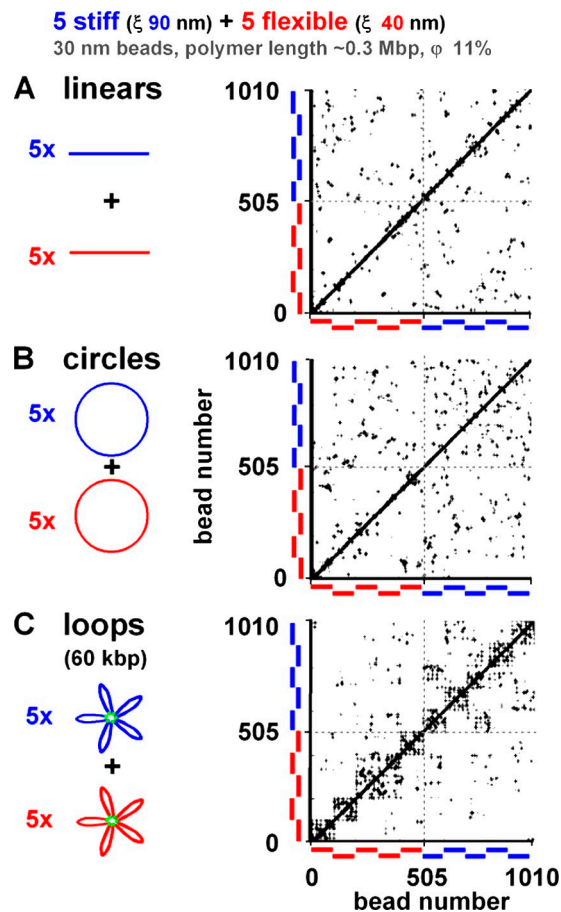 5 stiff (ξ 90 nm) + 5 flexible (ξ 40 nm)
30 nm beads, polymer length ~0.3 Mbp, φ 11%
A linears
5x
+
5x
1010
505
0
B circles
5x
+
5x
bead number
1010
505
0
C loops
(60 kbp)
5x
+
5x
1010
505
0
0 505 1010
bead number